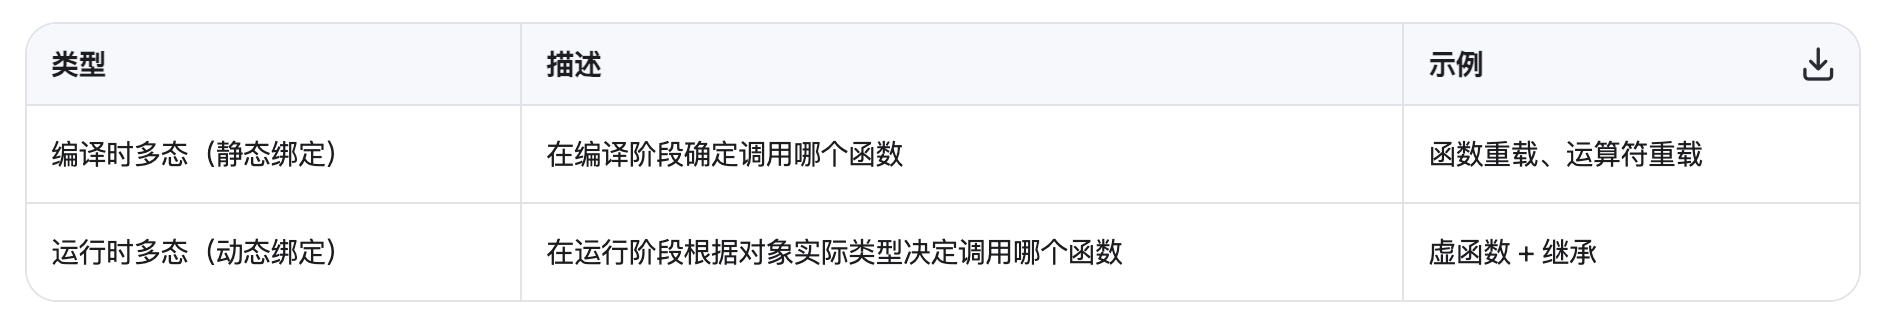 类型 描述 示例
编译时多态（静态绑定） 在编译阶段确定调用哪个函数 函数重载、运算符重载
运行时多态（动态绑定） 在运行阶段根据对象实际类型决定调用哪个函数 虚函数 + 继承